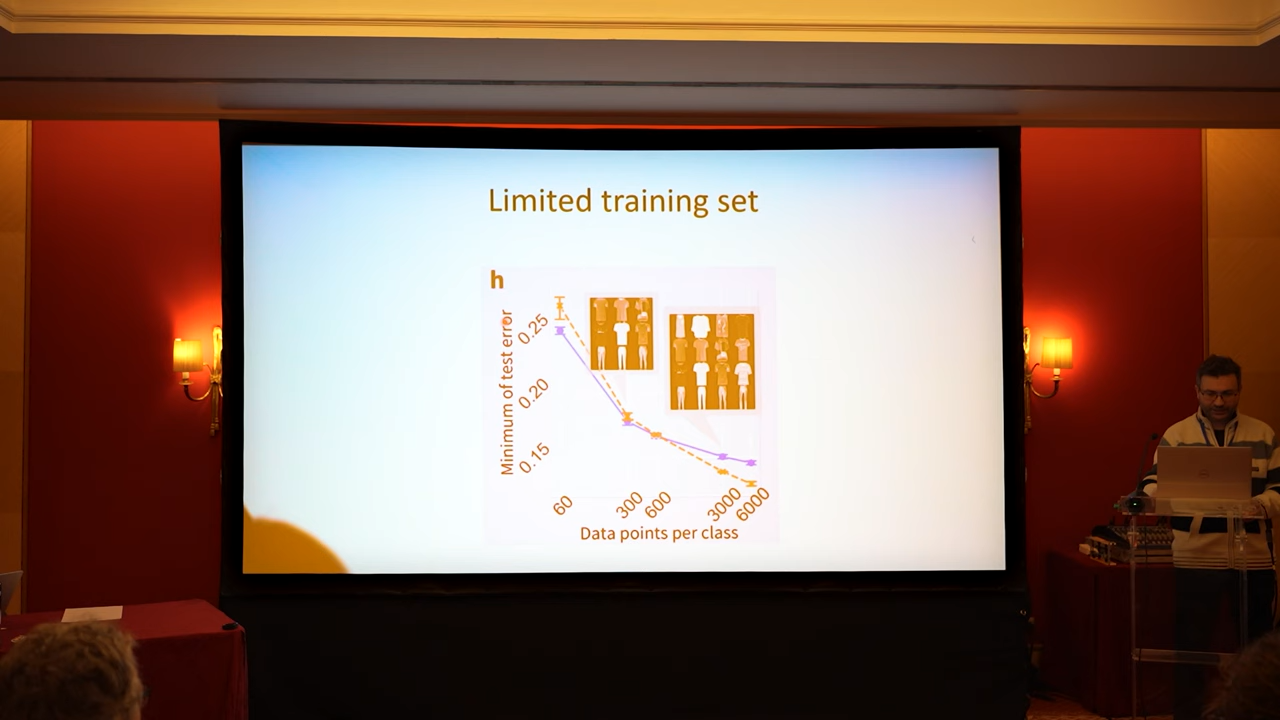 Limited training set
h
Minimum of test error
0.25
0.20
0.15
60
300
600
3000
6000
Data points per class